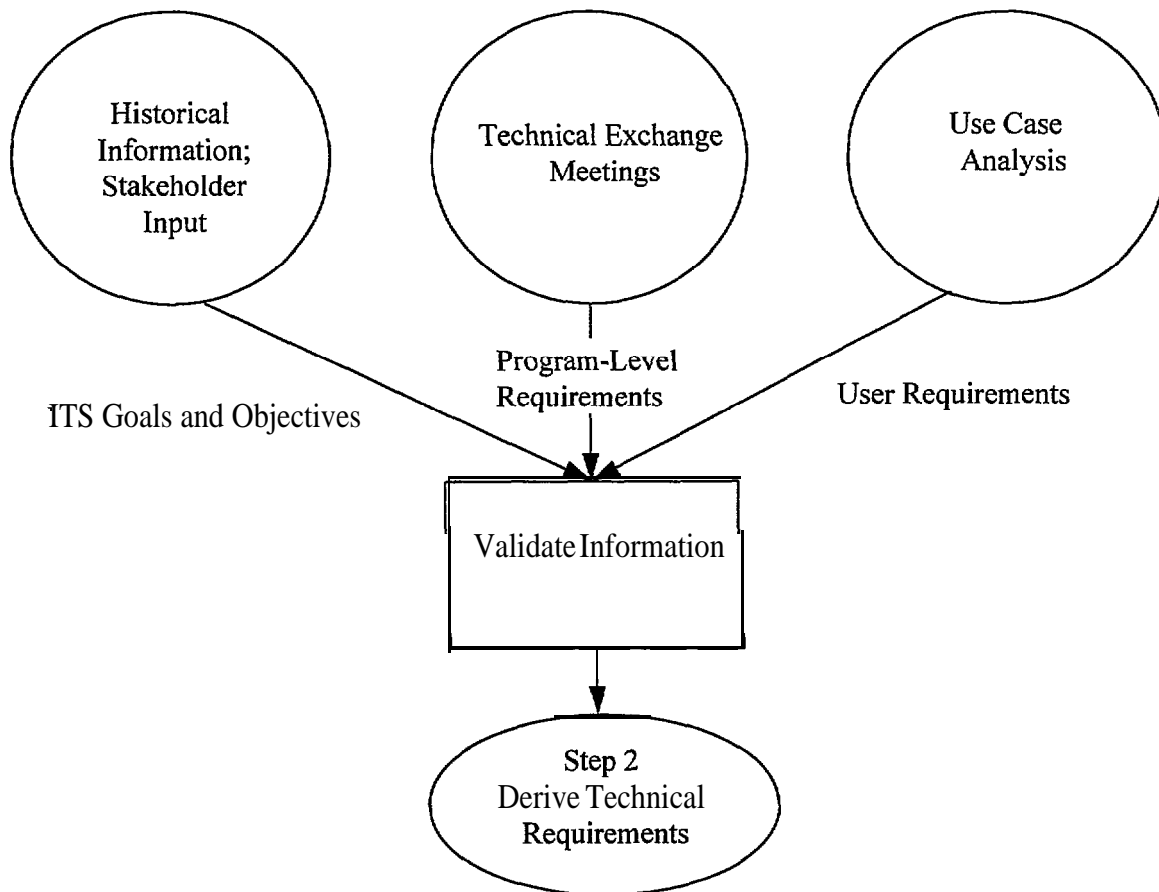 Historical
Information;
Stakeholder
Input
Technical Exchange
Meetings
Use Case
Analysis
Program-Level
Requirements
ITS Goals and Objectives
User Requirements
Validate Information
Step 2
Derive Technical
Requirements